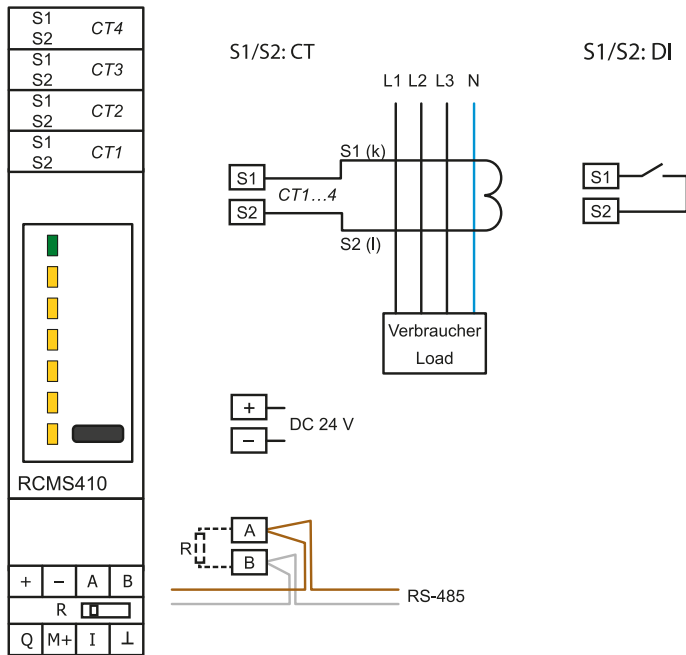 S1
S2 CT4
S1
S2 CT3
S1
S2 CT2
S1
S2 CT1
RCMS410
+ − A B
R
Q M+ I ⊥
S1/S2: CT
L1 L2 L3 N
S1 (k)
S1
CT1...4
S2
S2 (l)
Verbraucher
Load
+
− DC 24 V
A
R
B
RS-485
S1/S2: DI
S1
S2